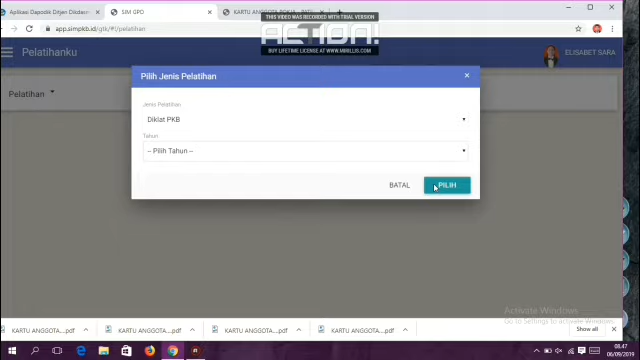 Aplikasi Dapodik Ditjen Dikdasm
SIM GPO
KARTU ANGGOTA POKJA
THIS VIDEO WAS RECORDED WITH TRIAL VERSION
ACTION!
BUY LIFETIME LICENSE AT WWW.MIRILLIS.COM
app.simpkb.id/gtk/#!/pelatihan
Pelatihanku
ELISABET SARA
Pelatihan
Pilih Jenis Pelatihan
×
Jenis Pelatihan
Diklat PKB
Tahun
-- Pilih Tahun --
BATAL
PILIH
Activate Windows
Go to Settings to activate Windows.
KARTU ANGGOTA....pdf
KARTU ANGGOTA....pdf
KARTU ANGGOTA....pdf
KARTU ANGGOTA....pdf
Show all
08.47
06/09/2019